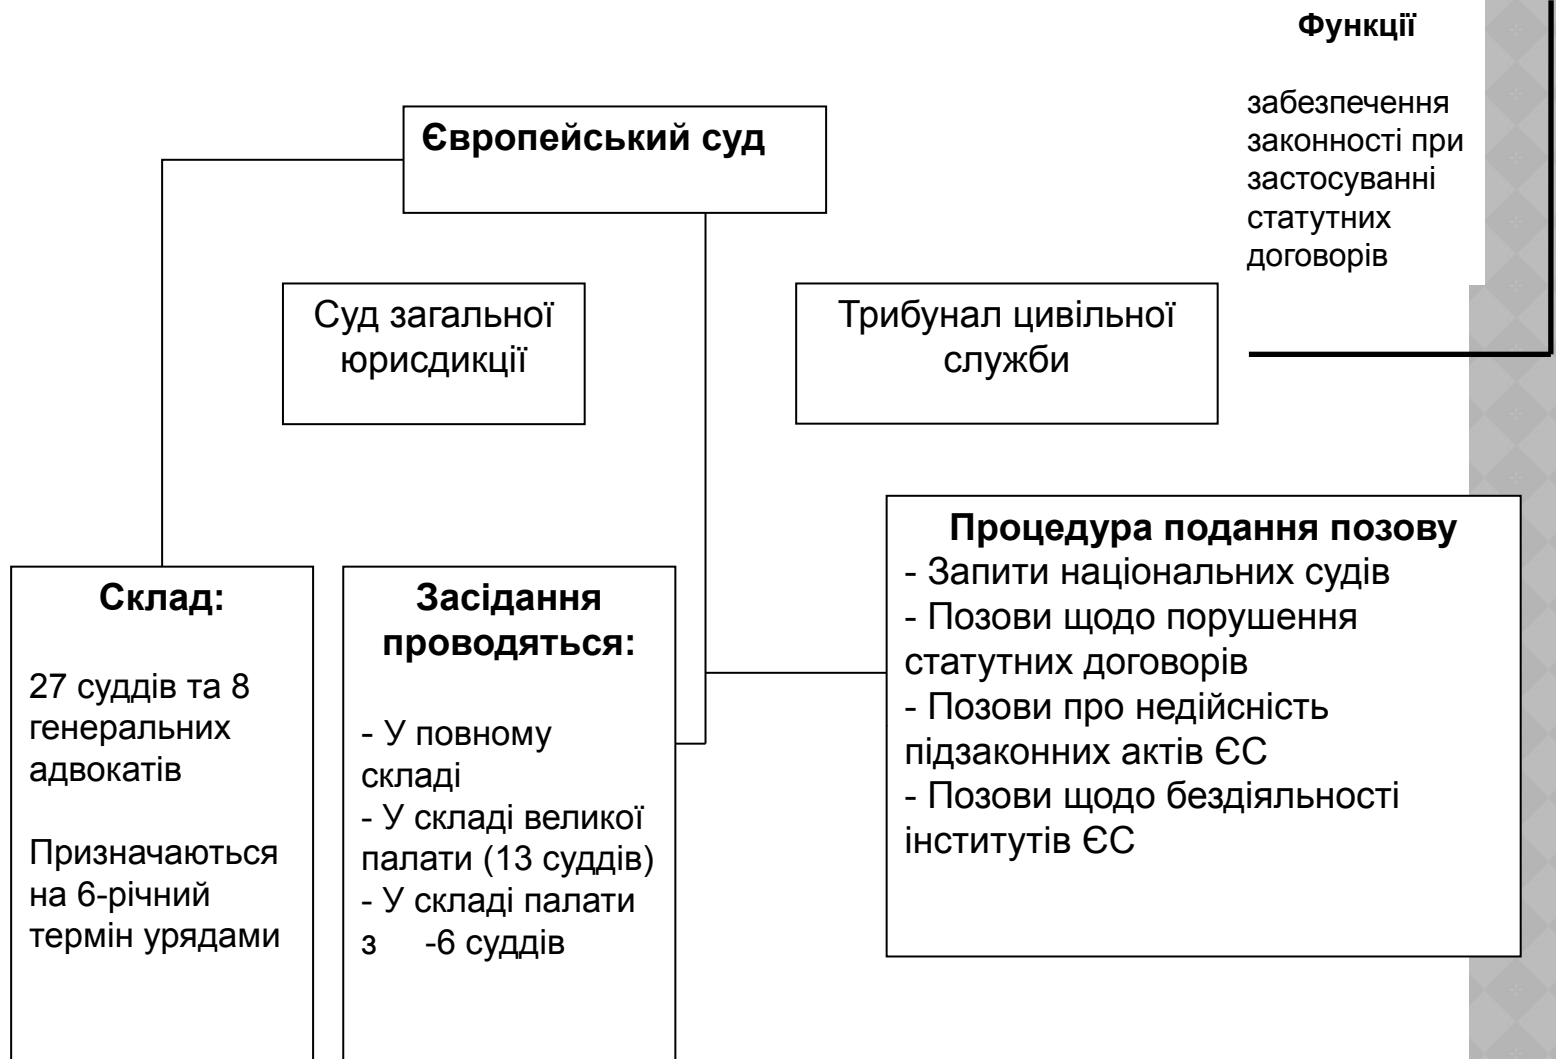 Функції
забезпечення
законності при
застосуванні
статутних
договорів
Європейський суд
Суд загальної
юрисдикції
Трибунал цивільної
служби
Склад:
27 суддів та 8
генеральних
адвокатів
Призначаються
на 6-річний
термін урядами
Засідання
проводяться:
- У повному
складі
- У складі великої
палати (13 суддів)
- У складі палати
з -6 суддів
Процедура подання позову
- Запити національних судів
- Позови щодо порушення
статутних договорів
- Позови про недійсність
підзаконних актів ЄС
- Позови щодо бездіяльності
інститутів ЄС